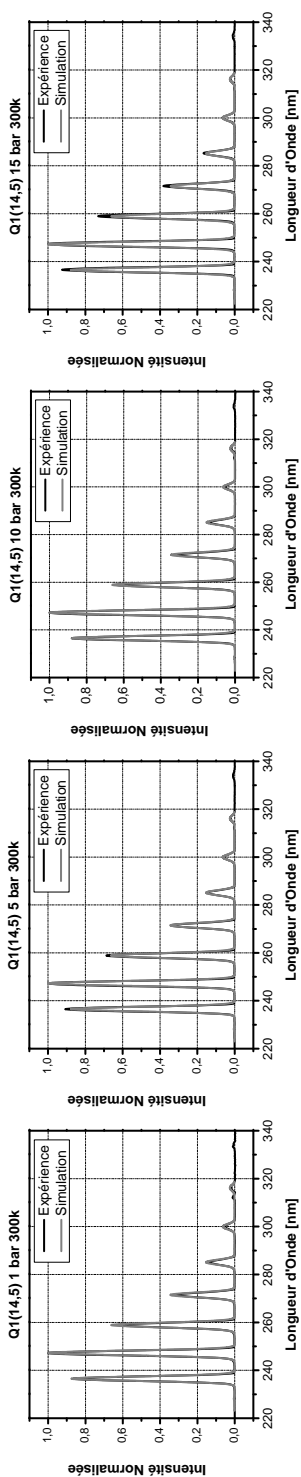 Q1(14,5) 1 bar 300k
Expérience
Simulation
Intensité Normalisée
1,0
0,8
0,6
0,4
0,2
0,0
220 240 260 280 300 320 340
Longueur d'Onde [nm]
Q1(14,5) 5 bar 300k
Expérience
Simulation
Intensité Normalisée
1,0
0,8
0,6
0,4
0,2
0,0
220 240 260 280 300 320 340
Longueur d'Onde [nm]
Q1(14,5) 10 bar 300k
Expérience
Simulation
Intensité Normalisée
1,0
0,8
0,6
0,4
0,2
0,0
220 240 260 280 300 320 340
Longueur d'Onde [nm]
Q1(14,5) 15 bar 300k
Expérience
Simulation
Intensité Normalisée
1,0
0,8
0,6
0,4
0,2
0,0
220 240 260 280 300 320 340
Longueur d'Onde [nm]